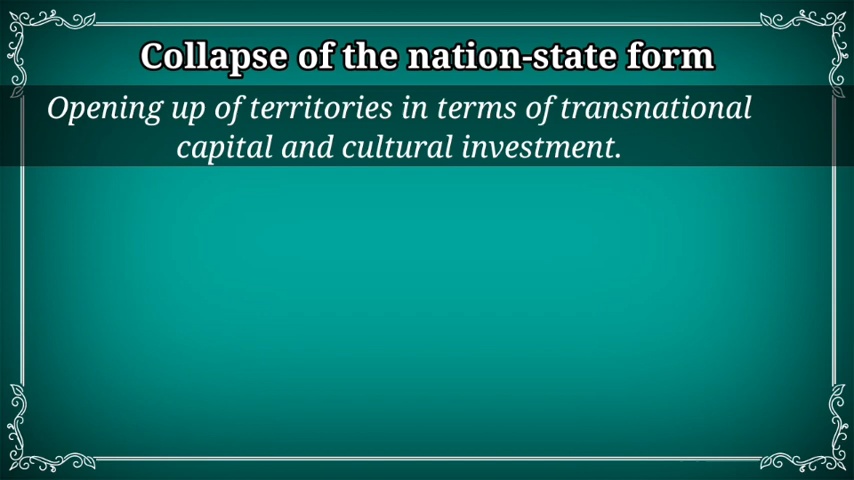 Collapse of the nation-state form
Opening up of territories in terms of transnational
capital and cultural investment.